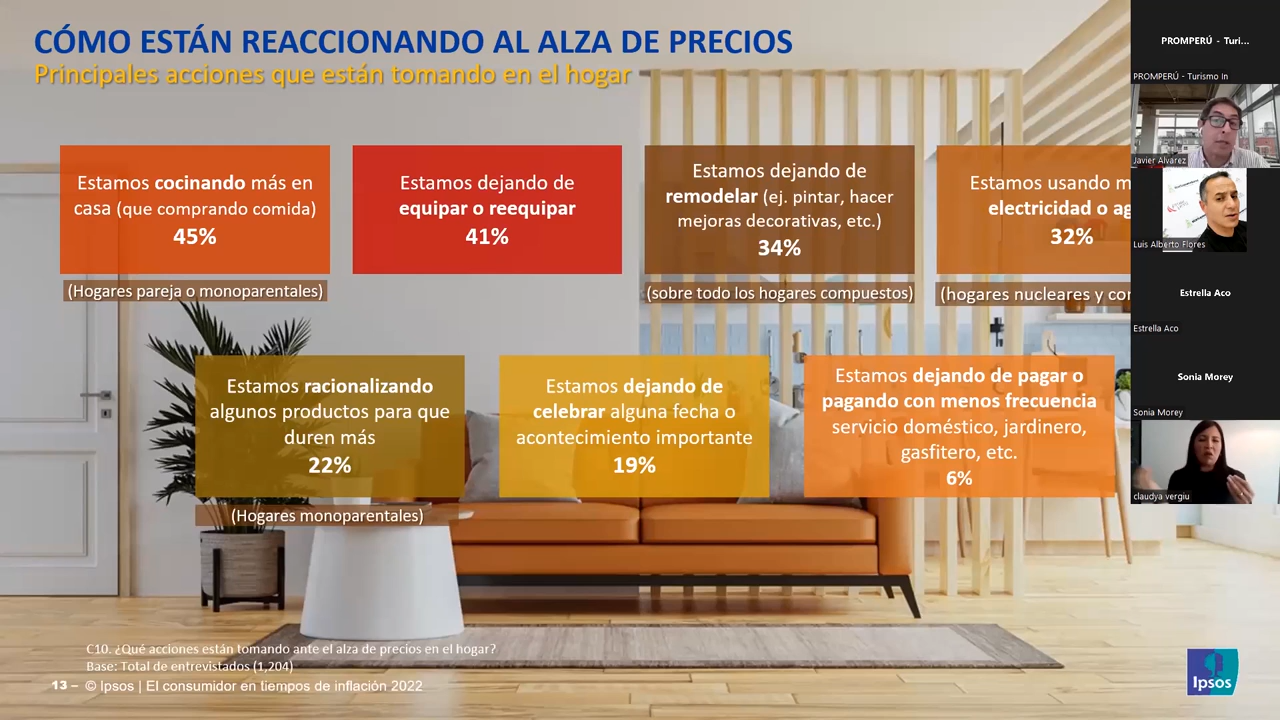 CÓMO ESTÁN REACCIONANDO AL ALZA DE PRECIOS
Principales acciones que están tomando en el hogar
Estamos cocinando más en
casa (que comprando comida)
45%
(Hogares pareja o monoparentales)
Estamos dejando de
equipar o reequipar
41%
Estamos dejando de
remodelar (ej. pintar, hacer
mejoras decorativas, etc.)
34%
(sobre todo los hogares compuestos)
Estamos usando m
electricidad o ag
32%
(hogares nucleares y con
Estamos racionalizando
algunos productos para que
duren más
22%
(Hogares monoparentales)
Estamos dejando de
celebrar alguna fecha o
acontecimiento importante
19%
Estamos dejando de pagar o
pagando con menos frecuencia
servicio doméstico, jardinero,
gasfitero, etc.
6%
C10. ¿Qué acciones están tomando ante el alza de precios en el hogar?
Base: Total de entrevistados (1,204)
13 – © Ipsos | El consumidor en tiempos de inflación 2022
Ipsos
PROMPERÚ - Turi...
PROMPERÚ - Turismo In
Javier Alvarez
Luis Alberto Flores
Estrella Aco
Estrella Aco
Sonia Morey
Sonia Morey
claudya vergiu